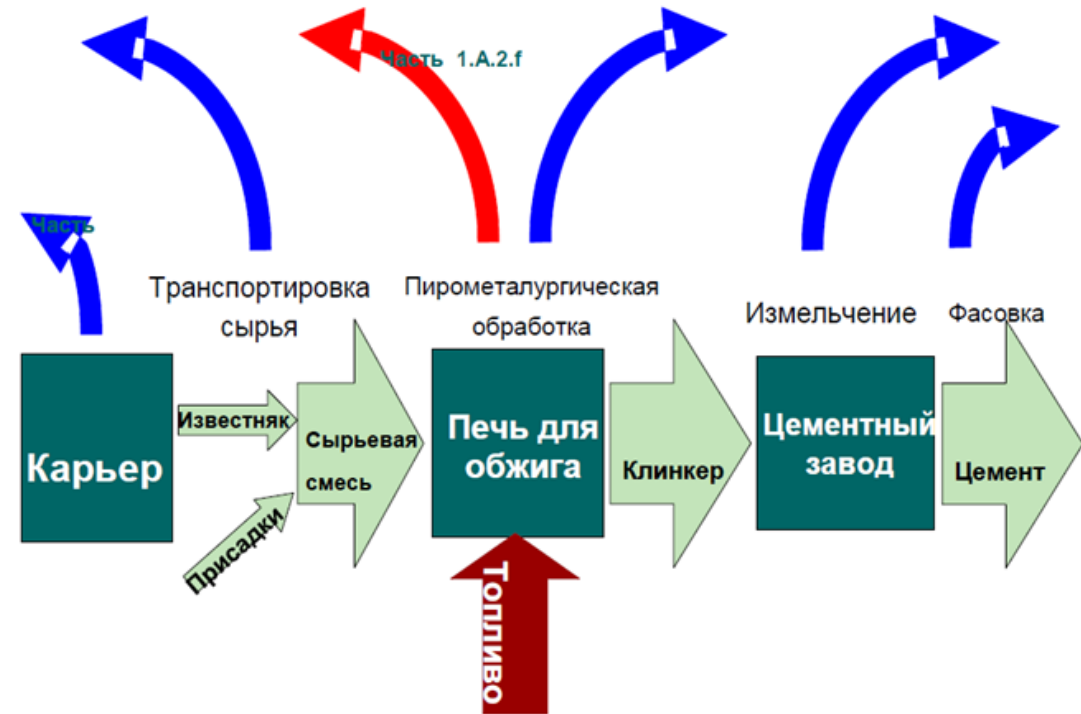 Часть 1.A.2.f
Часть
Транспортировка
сырья
Пирометалургическая
обработка
Измельчение
Фасовка
Карьер
Известняк
Присадки
Сырьевая
смесь
Печь для
обжига
Топливо
Клинкер
Цементный
завод
Цемент